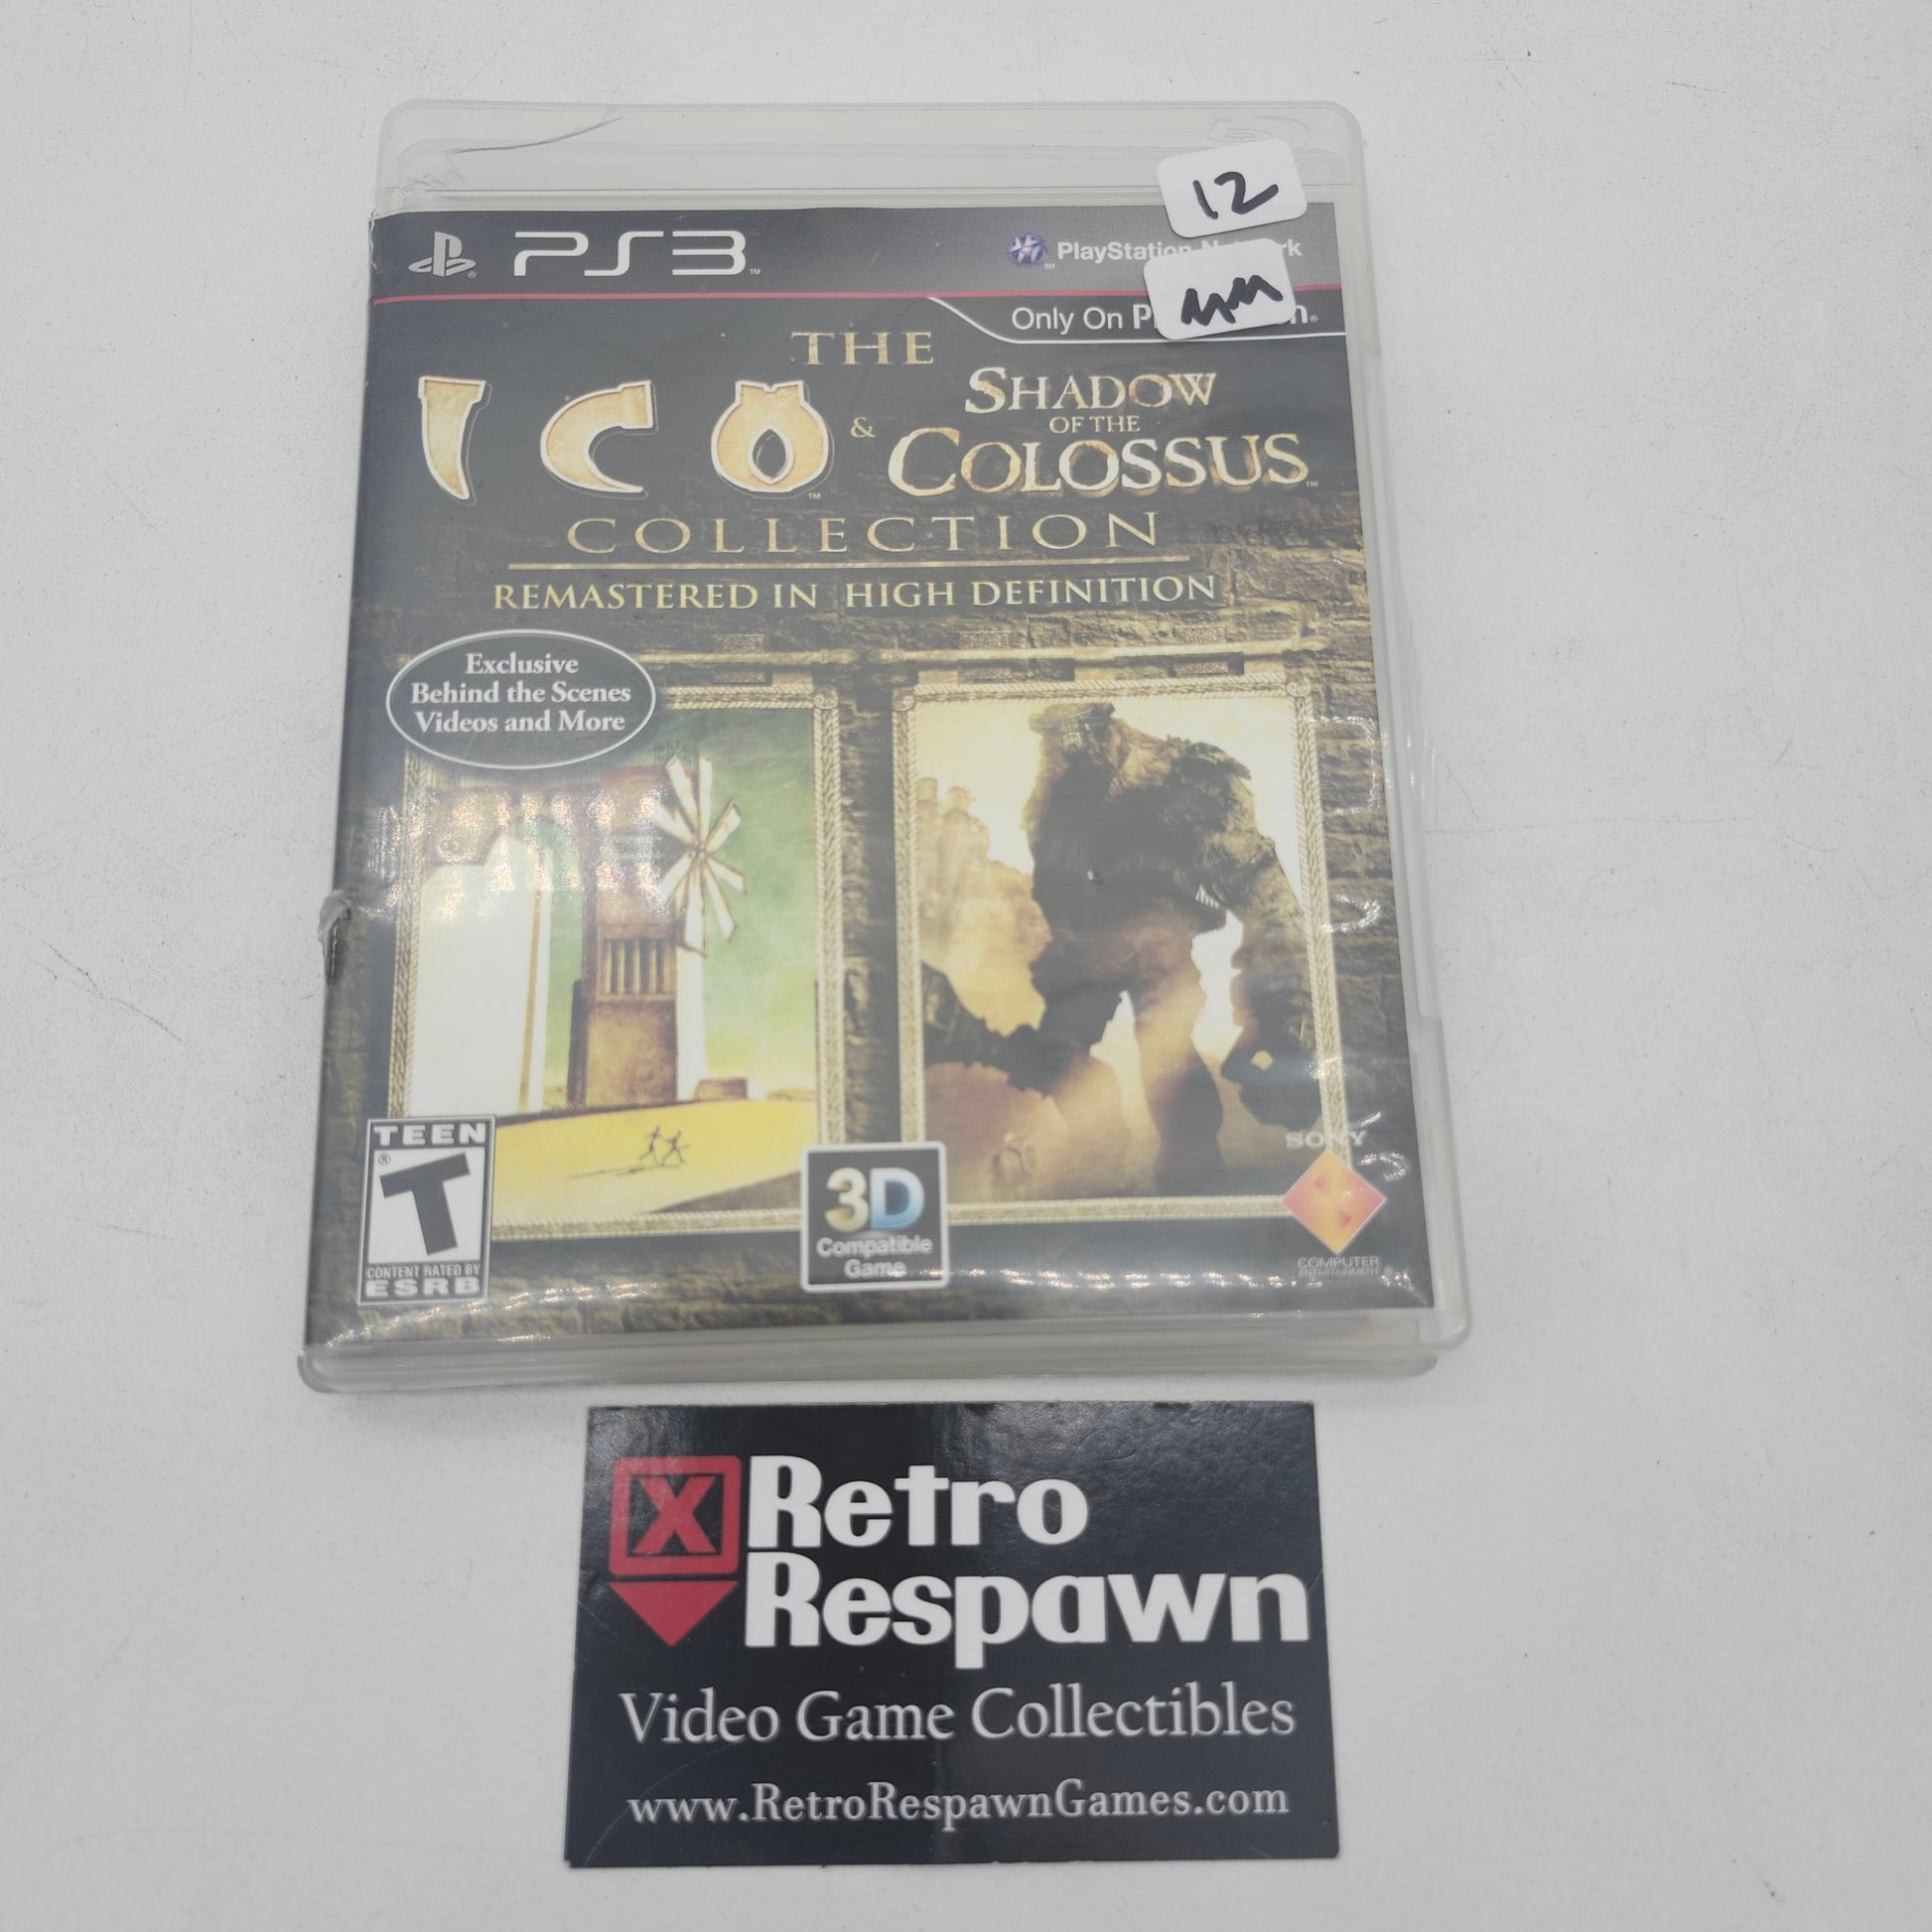 12
PS3
PlayStation
Only On
THE
ICO & SHADOW OF THE COLOSSUS
COLLECTION
REMASTERED IN HIGH DEFINITION
Exclusive
Behind the Scenes
Videos and More
TEEN
T
CONTENT RATED BY
ESRB
3D
Compatible
Game
SONY
COMPUTER
ENTERTAINMENT
X Retro
Respawn
Video Game Collectibles
www.RetroRespawnGames.com